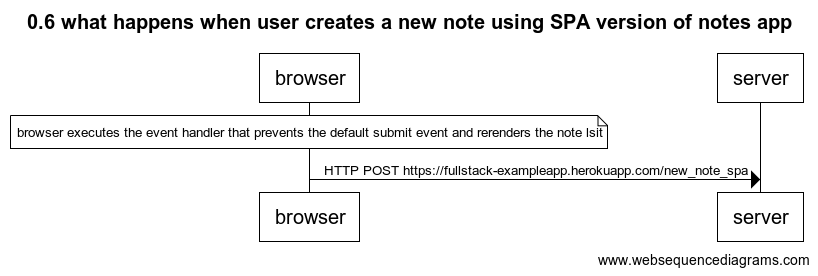 0.6 what happens when user creates a new note using SPA version of notes app
browser
server
browser executes the event handler that prevents the default submit event and rerenders the note lsit
HTTP POST https://fullstack-exampleapp.herokuapp.com/new_note_spa
browser
server
www.websequencediagrams.com